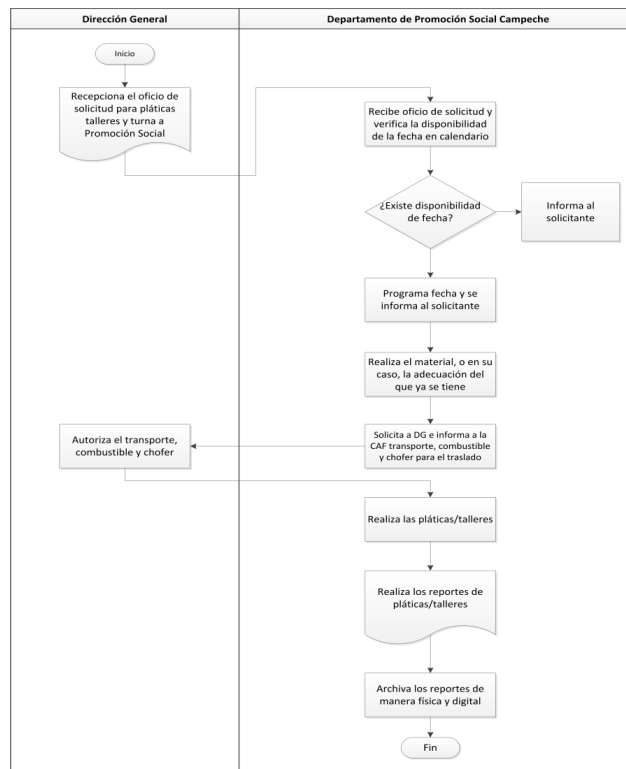 Dirección General
Departamento de Promoción Social Campeche
Inicio
Recepciona el oficio de
solicitud para pláticas
talleres y turna a
Promoción Social
Recibe oficio de solicitud y
verifica la disponibilidad
de la fecha en calendario
¿Existe disponibilidad
de fecha?
Informa al
solicitante
Programa fecha y se
informa al solicitante
Realiza el material, o en su
caso, la adecuación del
que ya se tiene
Solicita a DG e informa a la
CAF transporte, combustible
y chofer para el traslado
Autoriza el transporte,
combustible y chofer
Realiza las pláticas/talleres
Realiza los reportes de
pláticas/talleres
Archiva los reportes de
manera física y digital
Fin